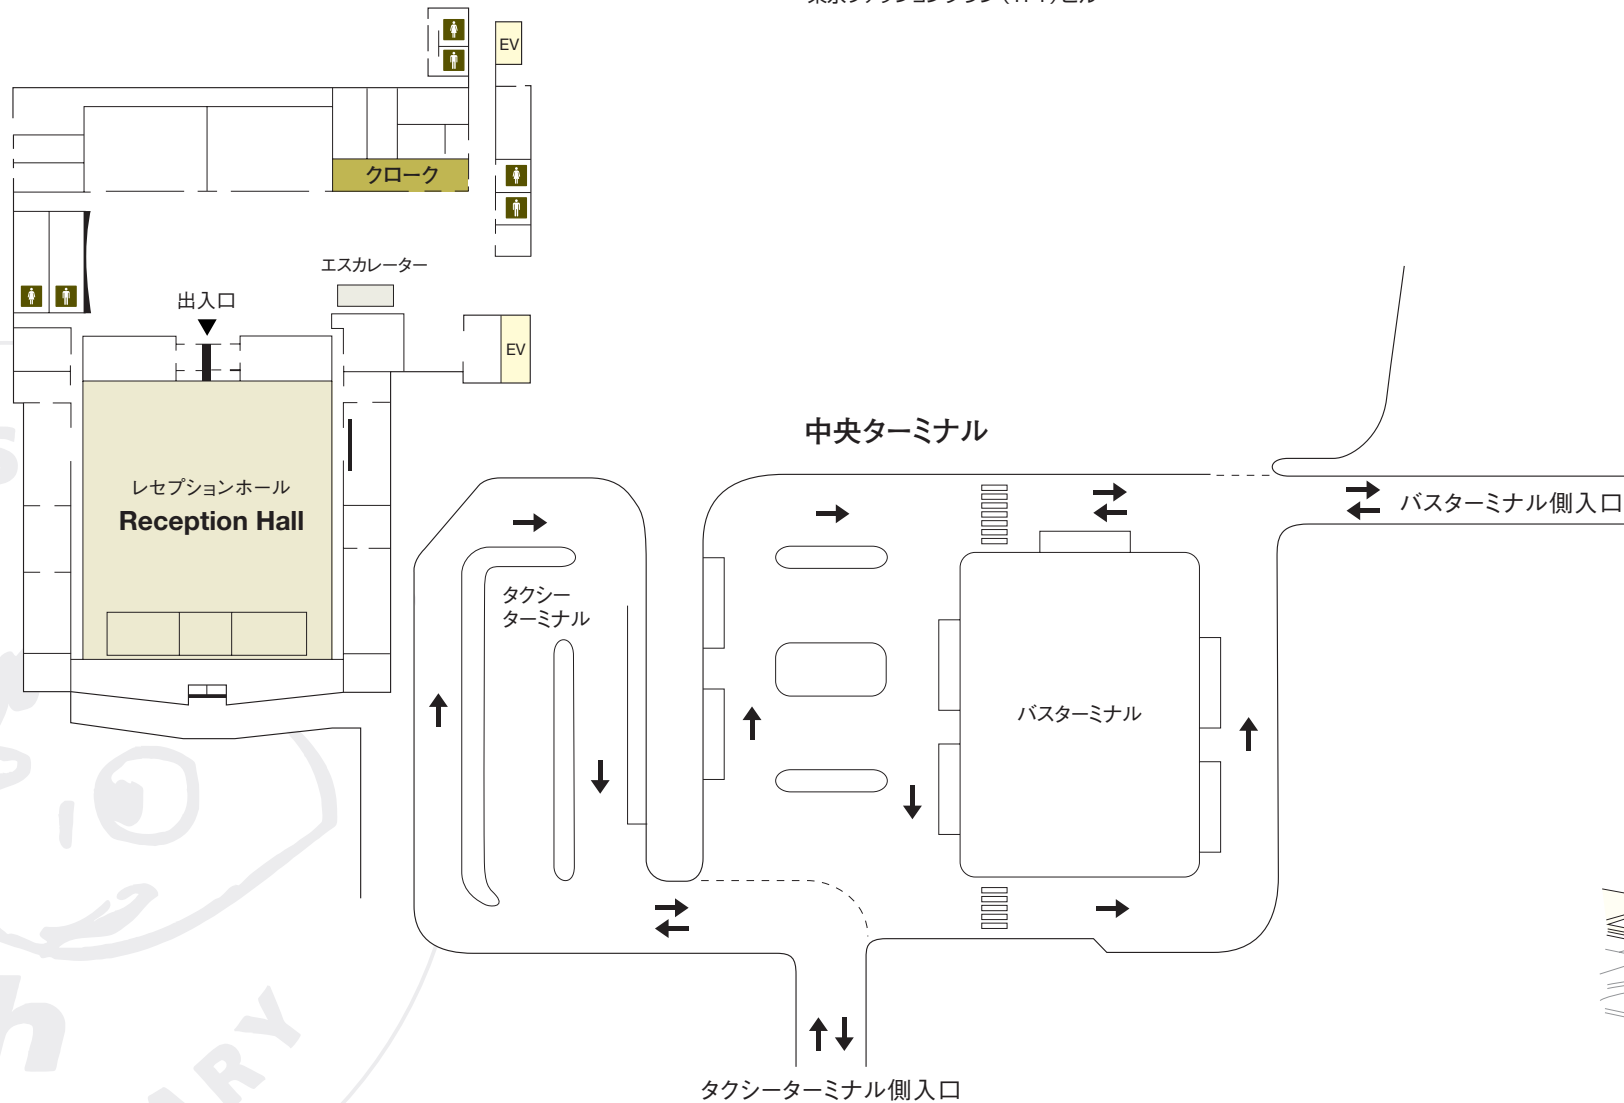 EV
クローク
エスカレーター
出入口
EV
中央ターミナル
レセプションホール
Reception Hall
バスターミナル側入口
タクシー
ターミナル
バスターミナル
タクシーターミナル側入口
ARY